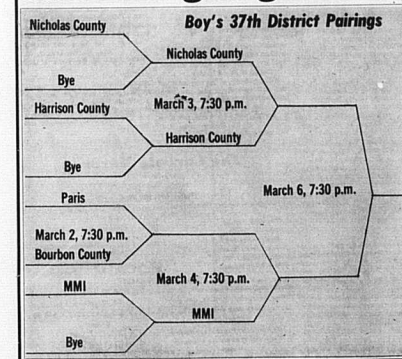 Boy's 37th District Pairings
Nicholas County
Nicholas County
Bye
March 3, 7:30 p.m.
Harrison County
Harrison County
Bye
March 6, 7:30 p.m.
Paris
March 2, 7:30 p.m.
Bourbon County
March 4, 7:30 p.m.
MMI
MMI
Bye